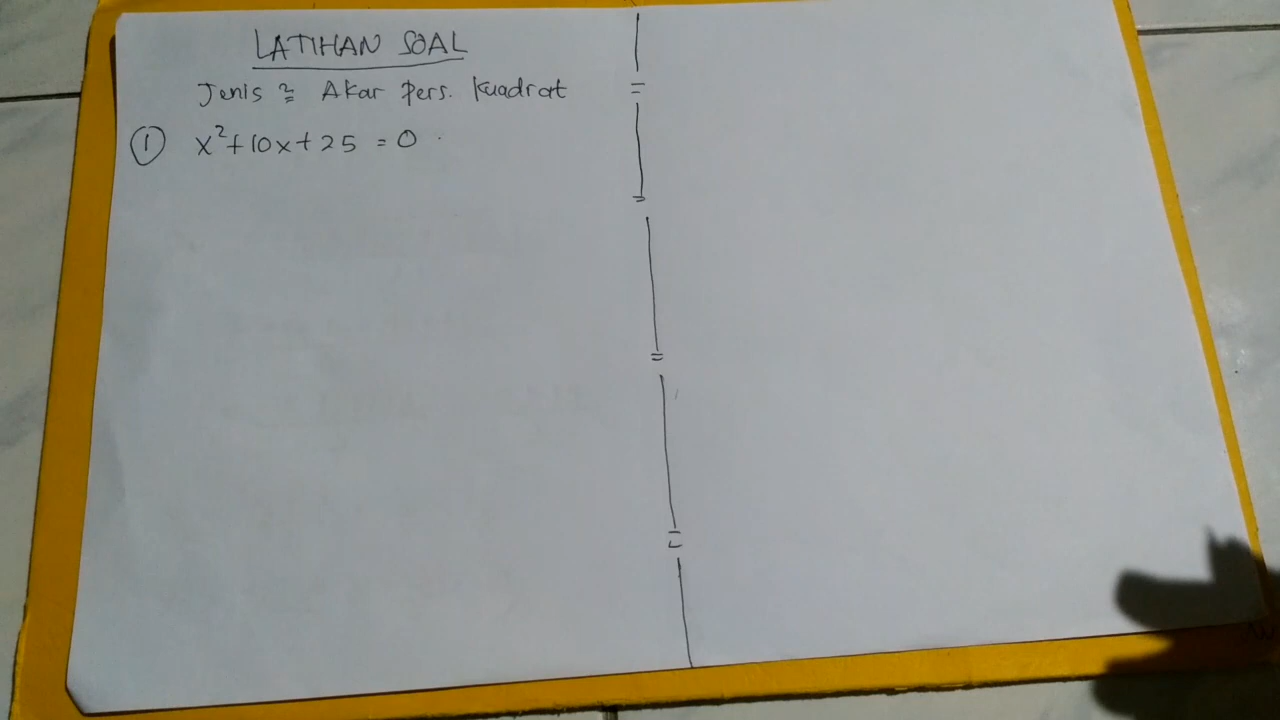 LATIHAN SOAL
Jenis ≅ Akar Pers. Kuadrat
① x²+10x+25 = 0